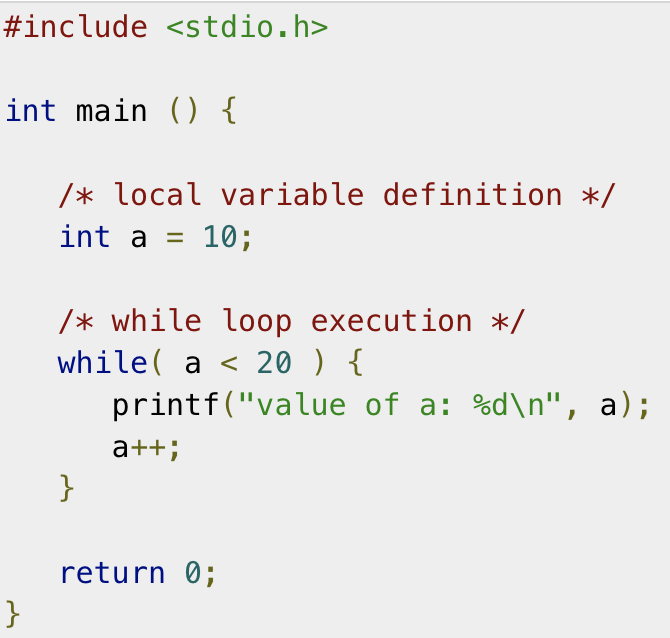 #include <stdio.h>

int main () {

   /* local variable definition */
   int a = 10;

   /* while loop execution */
   while( a < 20 ) {
      printf("value of a: %d\n", a);
      a++;
   }

   return 0;
}